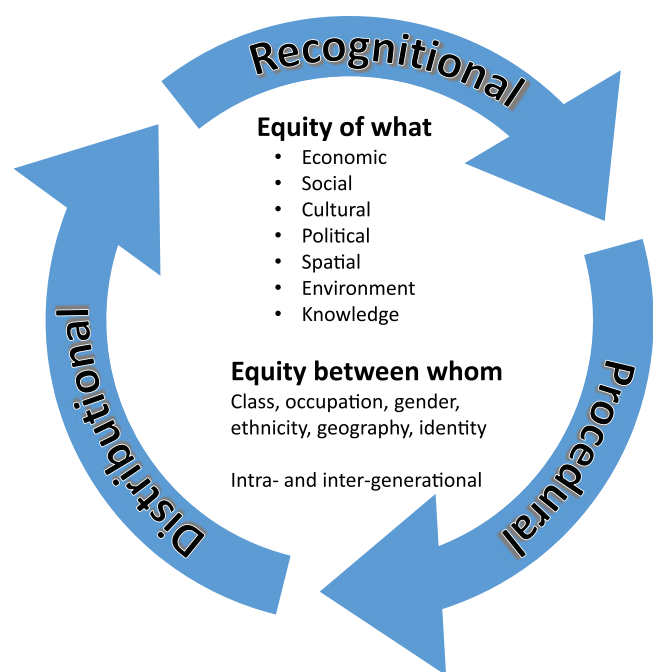 Recognitional
Equity of what
• Economic
• Social
• Cultural
• Political
• Spatial
• Environment
• Knowledge
Equity between whom
Class, occupation, gender,
ethnicity, geography, identity
Intra- and inter-generational
Procedural
Distributional